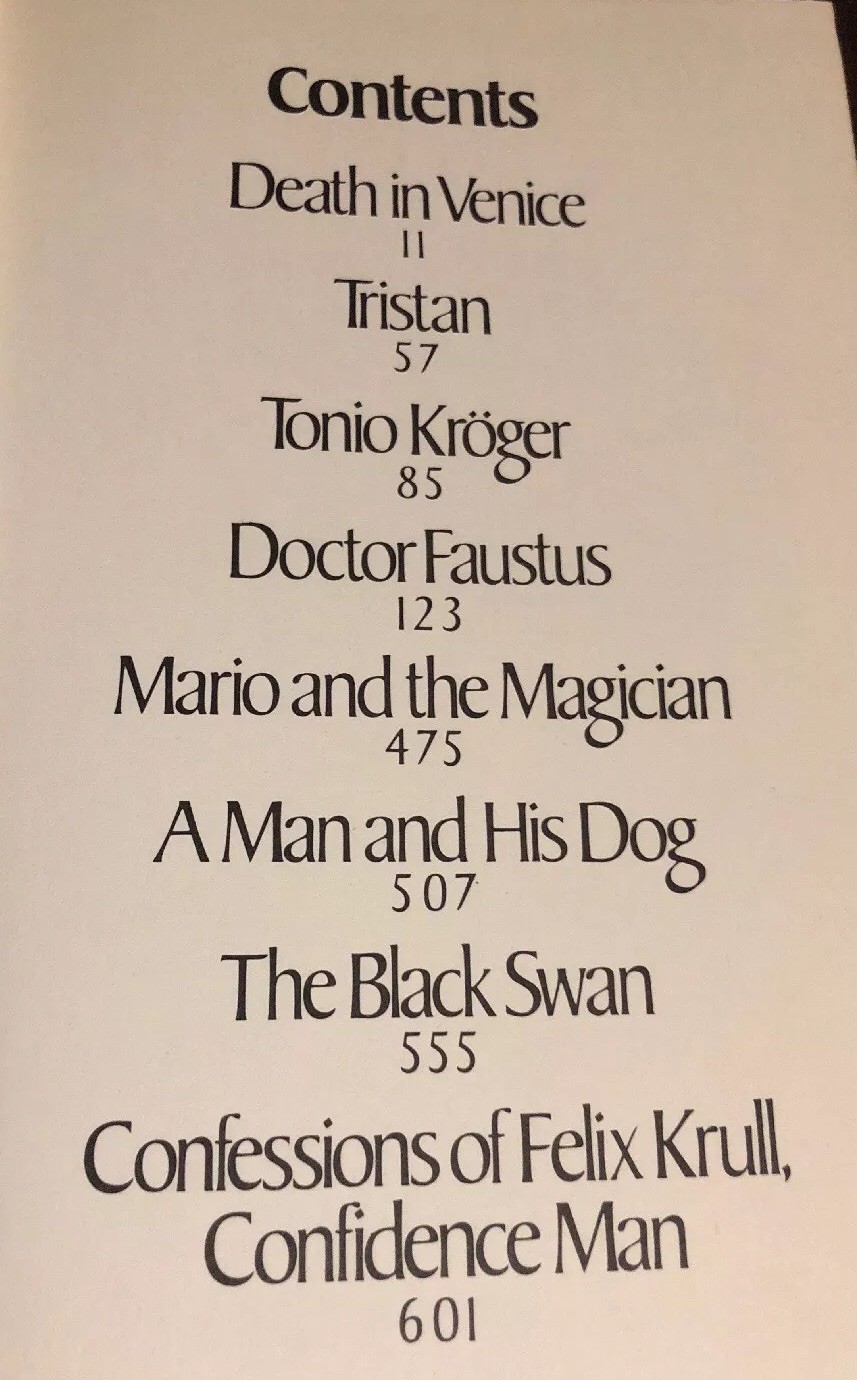 Contents
Death in Venice
11
Tristan
57
Tonio Kröger
85
Doctor Faustus
123
Mario and the Magician
475
A Man and His Dog
507
The Black Swan
555
Confessions of Felix Krull,
Confidence Man
601